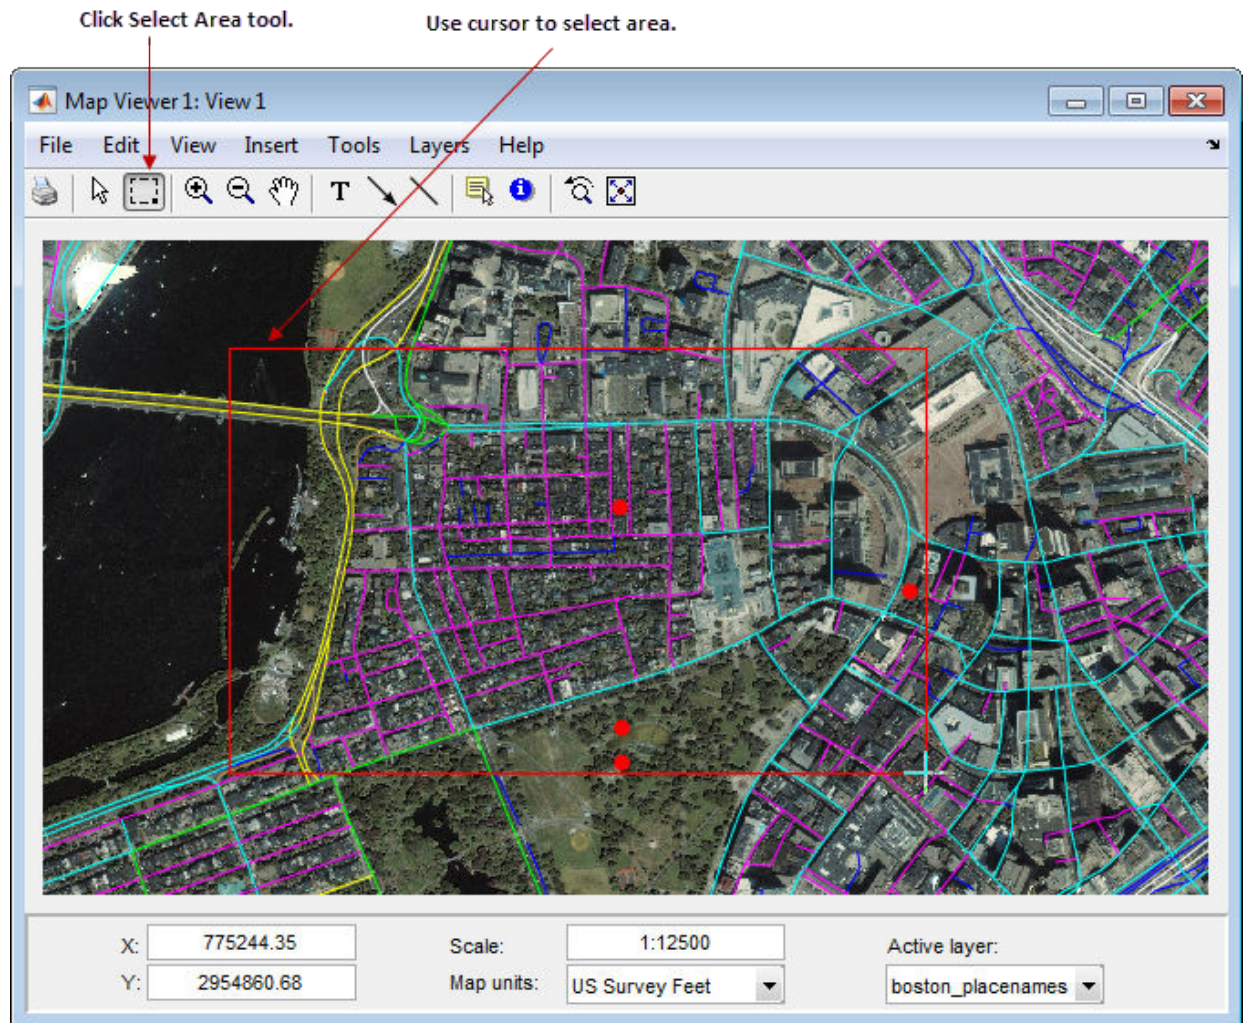 Click Select Area tool.
Use cursor to select area.
Map Viewer 1: View 1
File Edit View Insert Tools Layers Help
T
X: 775244.35 Scale: 1:12500 Active layer:
Y: 2954860.68 Map units: US Survey Feet boston_placenames